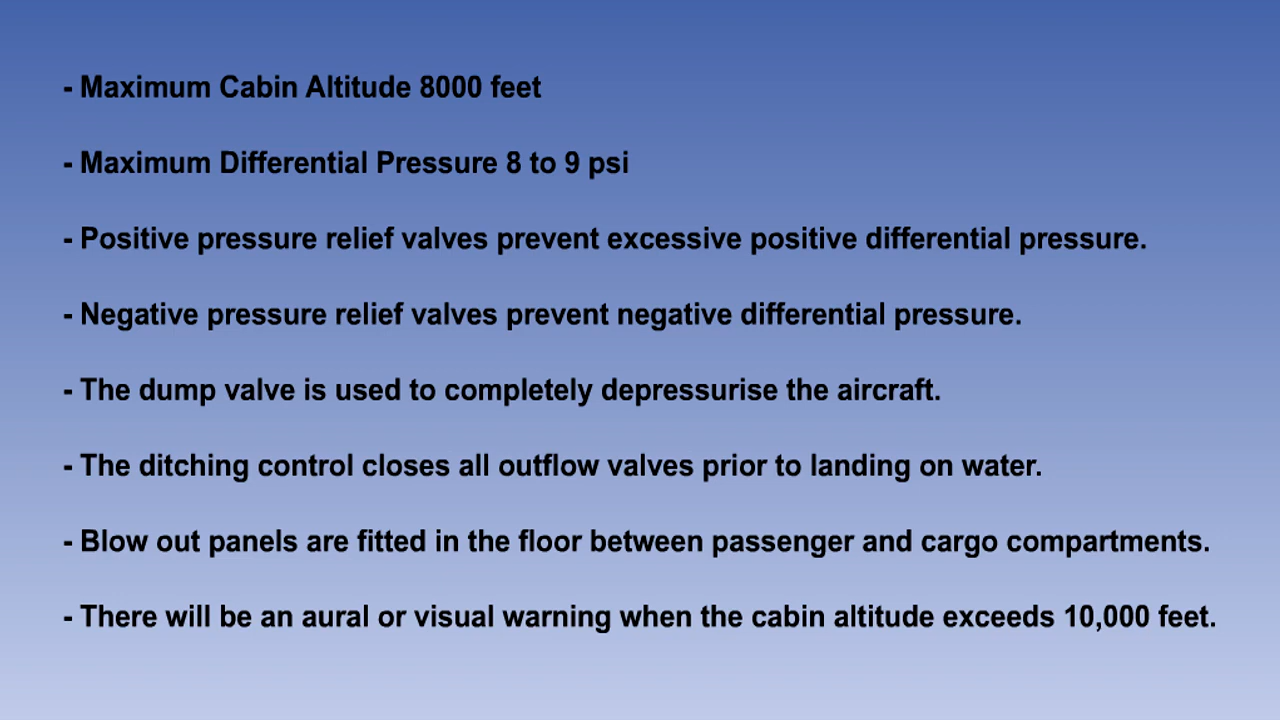 - Maximum Cabin Altitude 8000 feet
- Maximum Differential Pressure 8 to 9 psi
- Positive pressure relief valves prevent excessive positive differential pressure.
- Negative pressure relief valves prevent negative differential pressure.
- The dump valve is used to completely depressurise the aircraft.
- The ditching control closes all outflow valves prior to landing on water.
- Blow out panels are fitted in the floor between passenger and cargo compartments.
- There will be an aural or visual warning when the cabin altitude exceeds 10,000 feet.